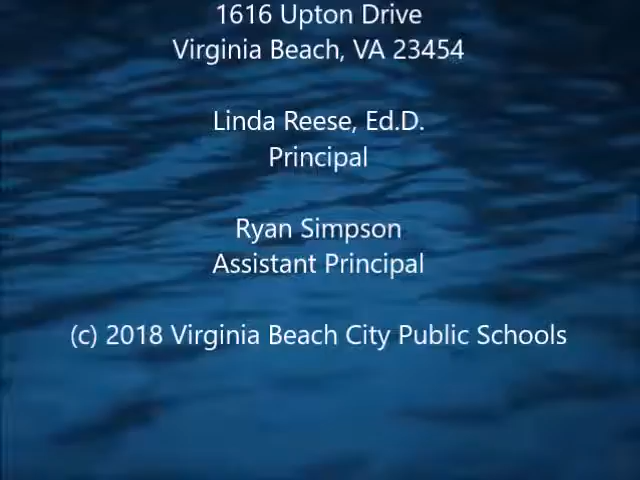 1616 Upton Drive
Virginia Beach, VA 23454
Linda Reese, Ed.D.
Principal
Ryan Simpson
Assistant Principal
(c) 2018 Virginia Beach City Public Schools